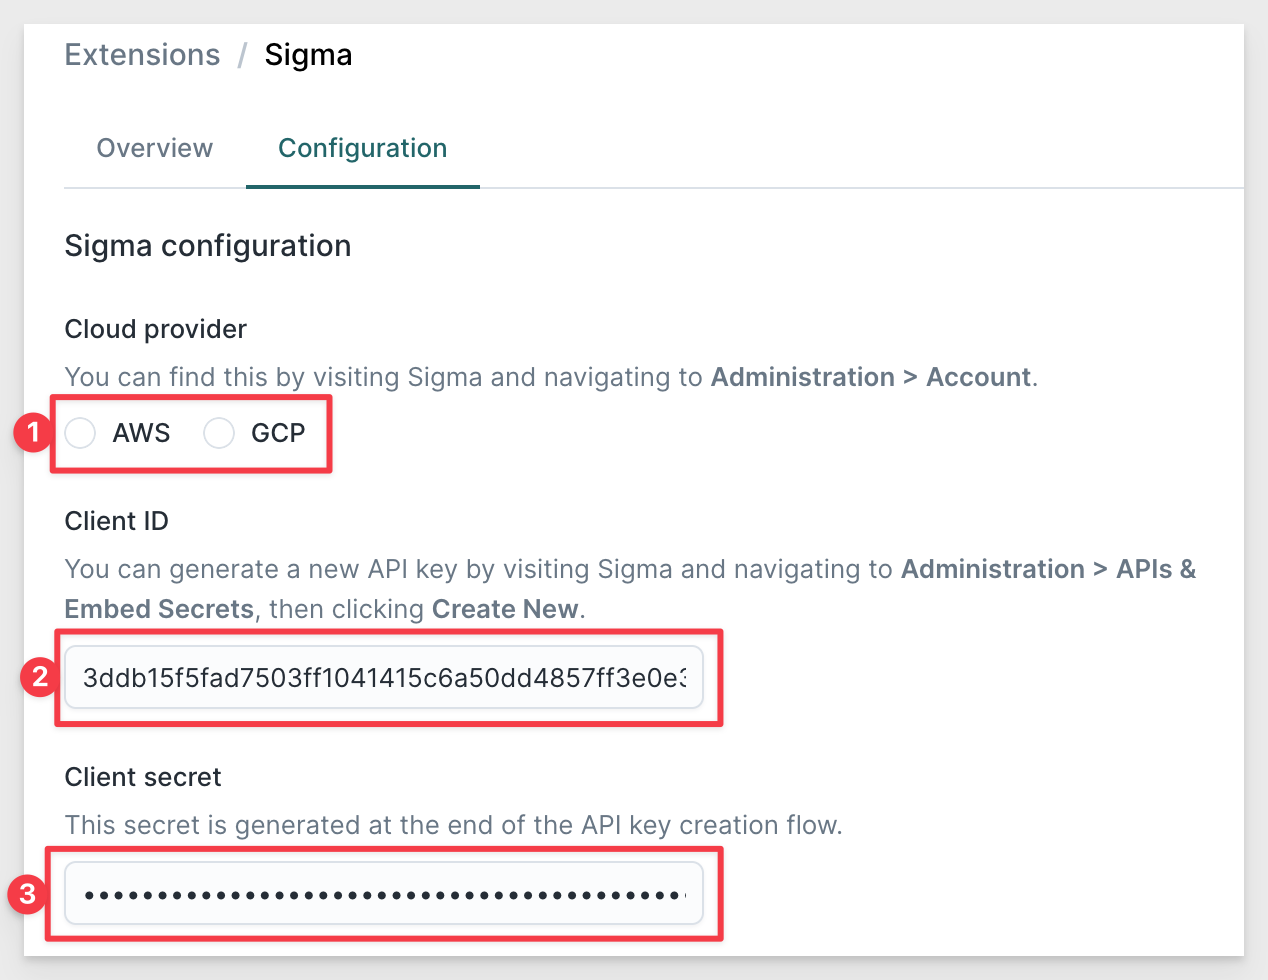 Extensions / Sigma
Overview Configuration
Sigma configuration
Cloud provider
You can find this by visiting Sigma and navigating to Administration > Account.
1 AWS GCP
Client ID
You can generate a new API key by visiting Sigma and navigating to Administration > APIs &
Embed Secrets, then clicking Create New.
2 3ddb15f5fad7503ff1041415c6a50dd4857ff3e0e3
Client secret
This secret is generated at the end of the API key creation flow.
3 •••••••••••••••••••••••••••••••••••••••••